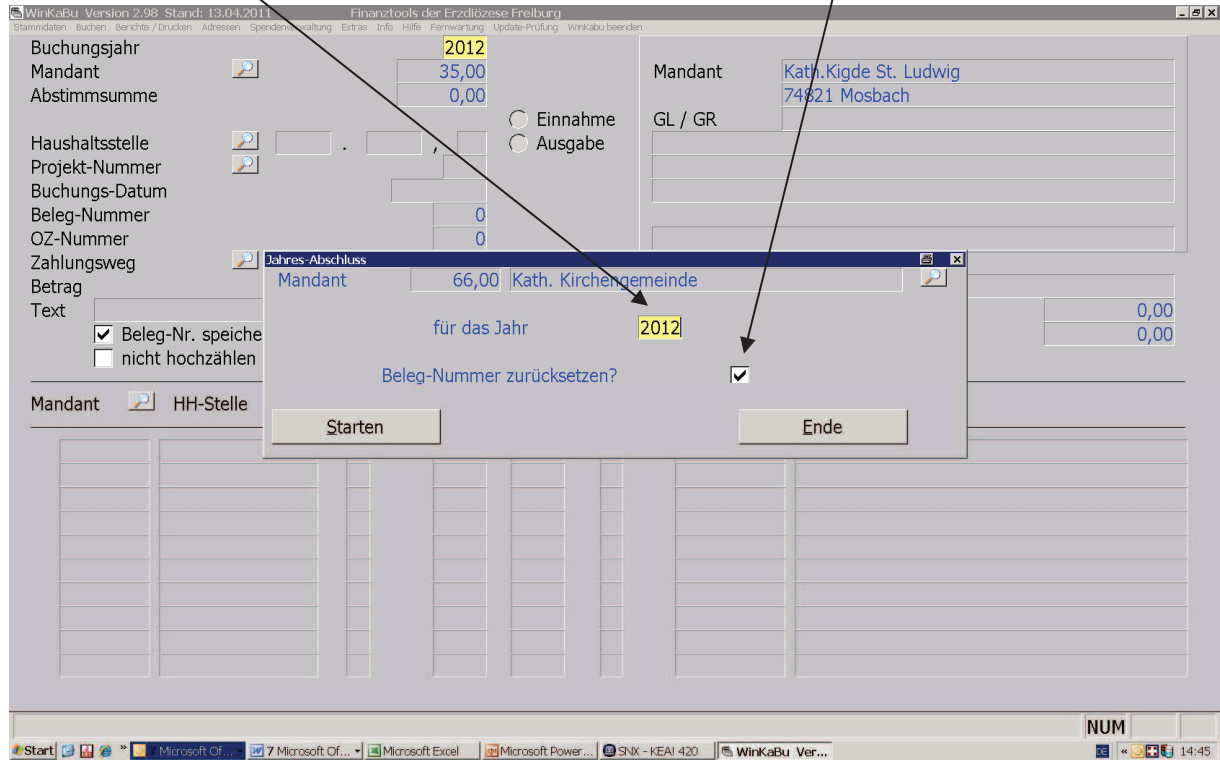 WinKaBu Version 2.98 Stand: 13.04.2011 Finanztools der Erzdiözese Freiburg
Stammdaten Buchen Berichte / Drucken Adressen Spendenverwaltung Extras Info Hilfe Fernwartung Update-Prüfung Winkabu beenden
Buchungsjahr 2012
Mandant 35,00 Mandant Kath.Kigde St. Ludwig
Abstimmsumme 0,00 74821 Mosbach
Einnahme GL / GR
Haushaltsstelle . , Ausgabe
Projekt-Nummer
Buchungs-Datum
Beleg-Nummer 0
OZ-Nummer 0
Zahlungsweg
Betrag
Text 0,00
Beleg-Nr. speiche 0,00
nicht hochzählen
Jahres-Abschluss
Mandant 66,00 Kath. Kirchengemeinde
für das Jahr 2012
Beleg-Nummer zurücksetzen?
Starten Ende
Mandant HH-Stelle
NUM
Start » 7 Microsoft Of... 7 Microsoft Of... Microsoft Excel Microsoft Power... SNX - KEA! 420 WinKaBu Ver... DE « 14:45